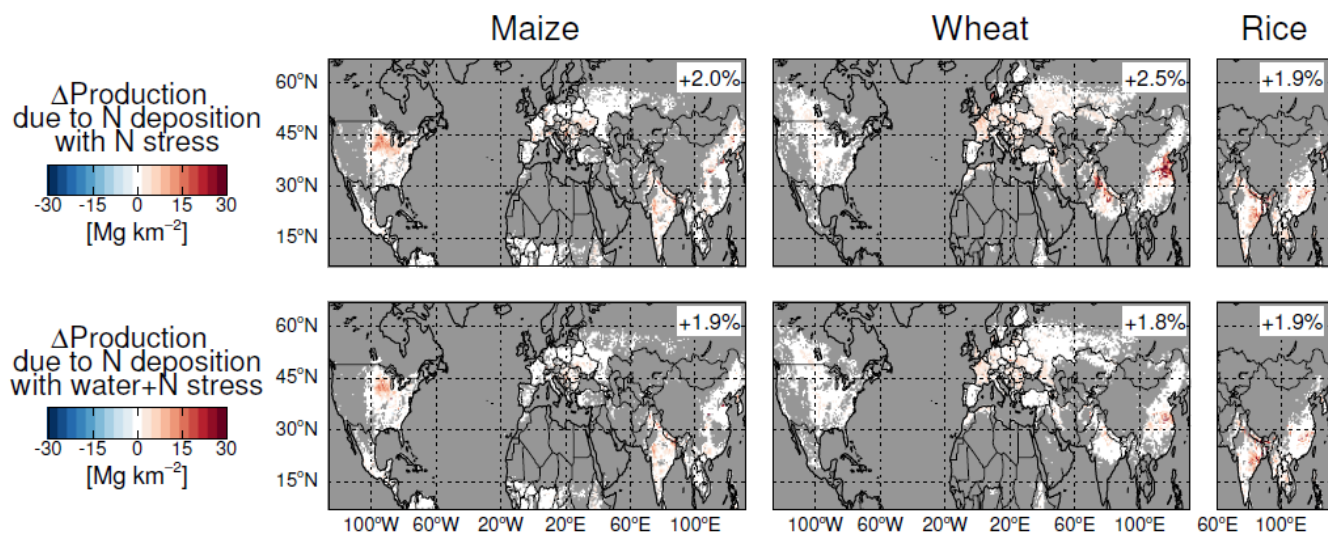 Maize
Wheat
Rice
ΔProduction
due to N deposition
with N stress
-30 -15 0 15 30
[Mg km⁻²]
60°N
45°N
30°N
15°N
+2.0%
+2.5%
+1.9%
ΔProduction
due to N deposition
with water+N stress
-30 -15 0 15 30
[Mg km⁻²]
60°N
45°N
30°N
15°N
+1.9%
+1.8%
+1.9%
100°W 60°W 20°W 20°E 60°E 100°E
100°W 60°W 20°W 20°E 60°E 100°E
60°E 100°E